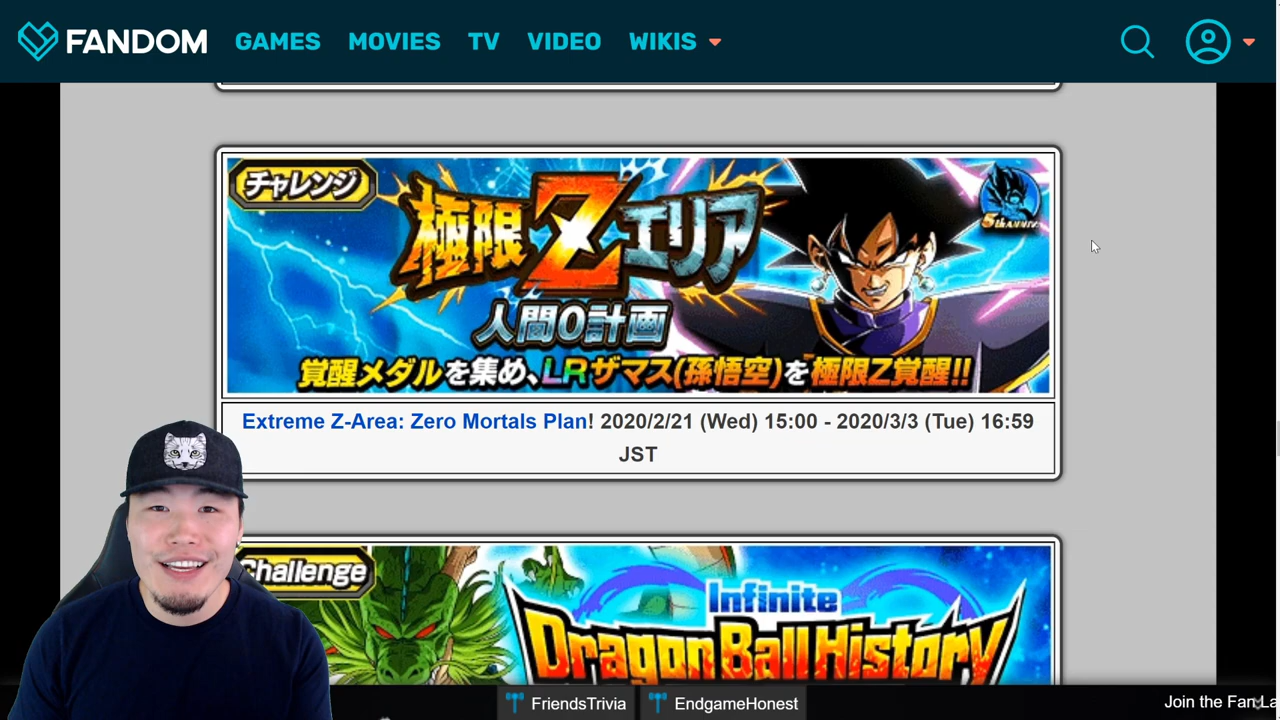 FANDOM GAMES MOVIES TV VIDEO WIKIS
チャレンジ
5th ANNIV.
極限Zエリア
人間0計画
覚醒メダルを集め、LRザマス(孫悟空)を極限Z覚醒!!
Extreme Z-Area: Zero Mortals Plan! 2020/2/21 (Wed) 15:00 - 2020/3/3 (Tue) 16:59
JST
Challenge
Infinite
Dragon Ball History
FriendsTrivia EndgameHonest Join the Fan La